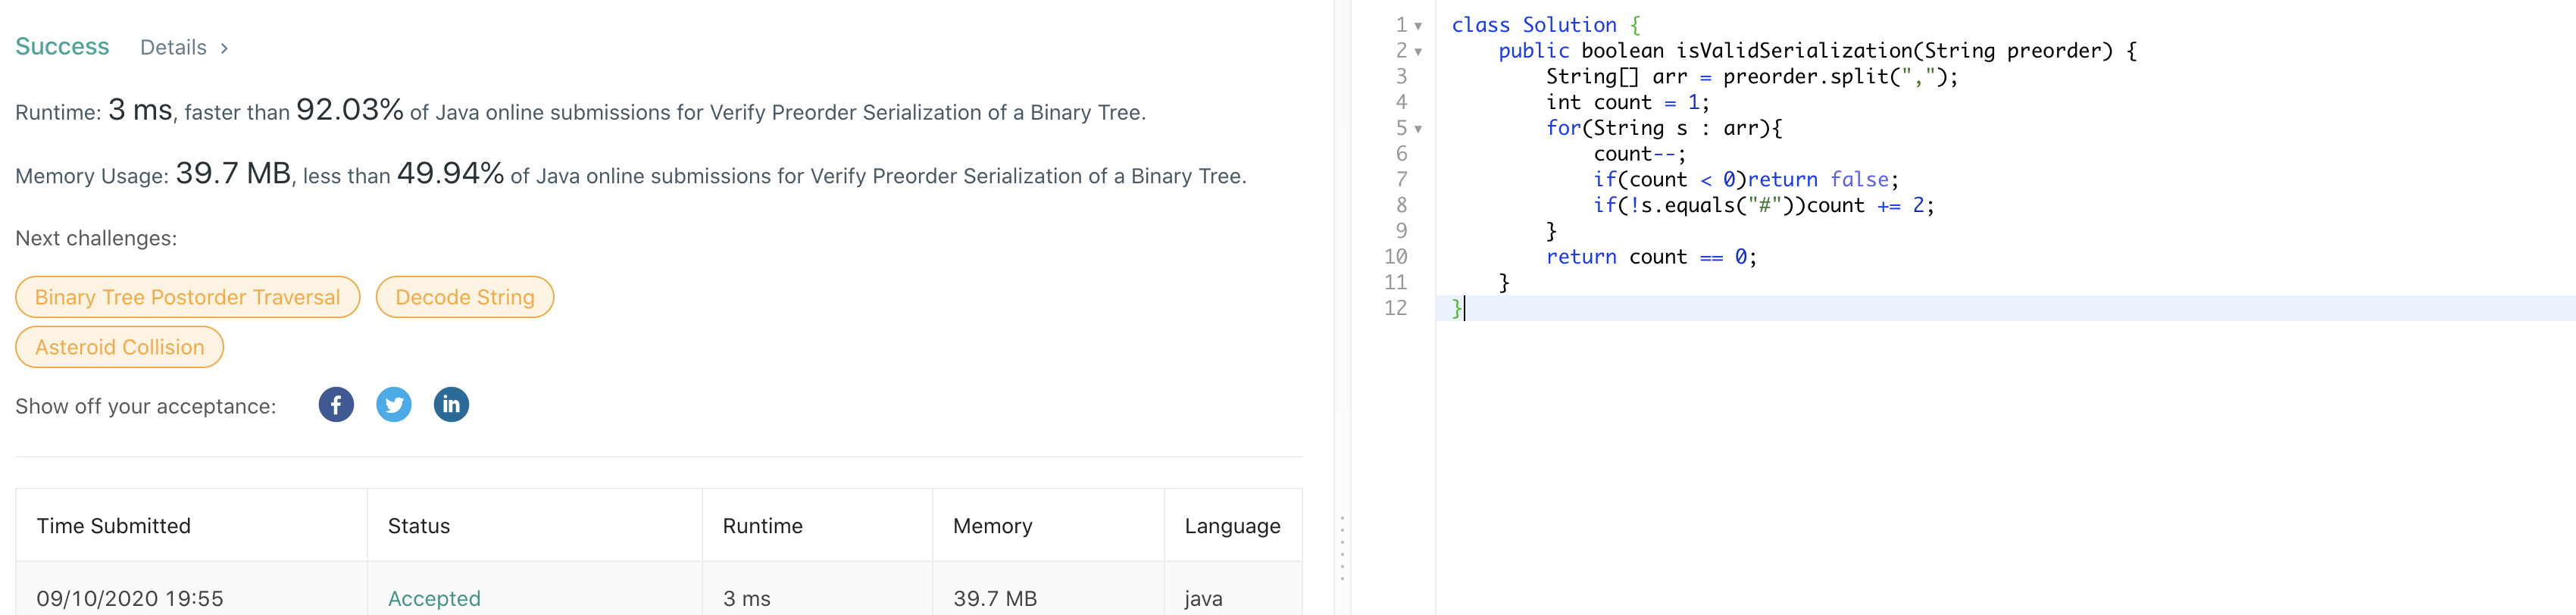 Success Details >
Runtime: 3 ms, faster than 92.03% of Java online submissions for Verify Preorder Serialization of a Binary Tree.
Memory Usage: 39.7 MB, less than 49.94% of Java online submissions for Verify Preorder Serialization of a Binary Tree.
Next challenges:
Binary Tree Postorder Traversal Decode String
Asteroid Collision
Show off your acceptance: f in
Time Submitted Status Runtime Memory Language
09/10/2020 19:55 Accepted 3 ms 39.7 MB java
1 class Solution {
2     public boolean isValidSerialization(String preorder) {
3         String[] arr = preorder.split(",");
4         int count = 1;
5         for(String s : arr){
6             count--;
7             if(count < 0)return false;
8             if(!s.equals("#"))count += 2;
9         }
10         return count == 0;
11     }
12 }